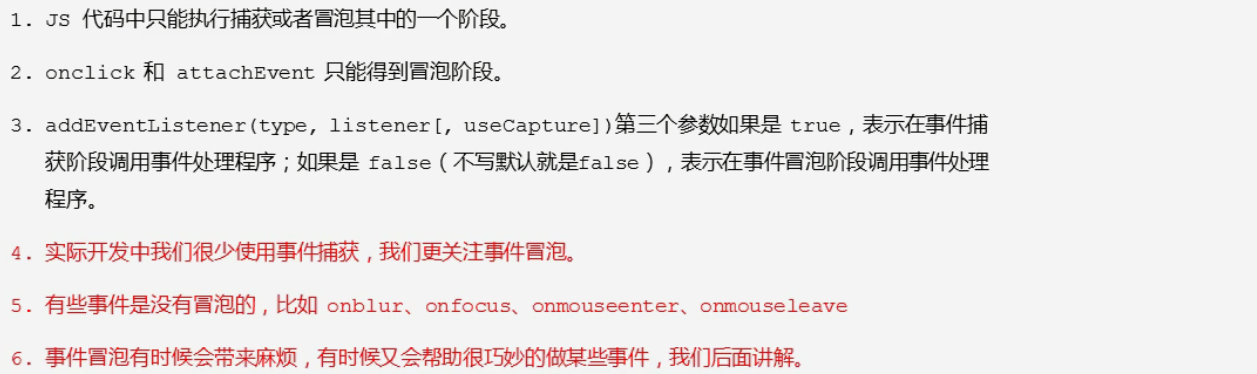 1. JS 代码中只能执行捕获或者冒泡其中的一个阶段。
2. onclick 和 attachEvent 只能得到冒泡阶段。
3. addEventListener(type, listener[, useCapture])第三个参数如果是 true，表示在事件捕
获阶段调用事件处理程序；如果是 false（不写默认就是false），表示在事件冒泡阶段调用事件处理
程序。
4. 实际开发中我们很少使用事件捕获，我们更关注事件冒泡。
5. 有些事件是没有冒泡的，比如 onblur、onfocus、onmouseenter、onmouseleave
6. 事件冒泡有时候会带来麻烦，有时候又会帮助很巧妙的做某些事件，我们后面讲解。